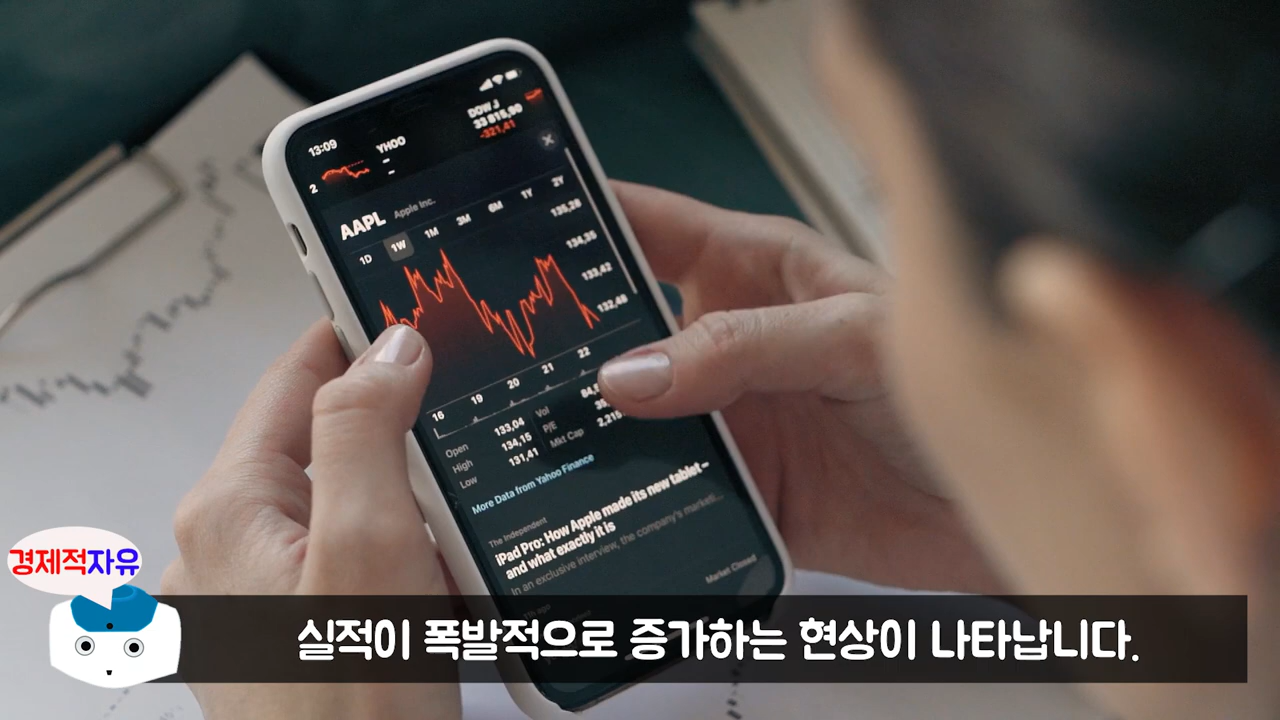 13:09
2
YHOO
-
-
DOW J
33 815,90
-321,41
AAPL Apple Inc.
1D 1W 1M 3M 6M 1Y 2Y
135,28
134,35
133,42
132,48
16 19 20 21 22
Open 133,04
High 134,15
Low 131,41
Vol
P/E
Mkt Cap
More Data from Yahoo Finance
The Independent
iPad Pro: How Apple made its new tablet –
and what exactly it is
In an exclusive interview, the company's marketi...
Market Closed
경제적자유
실적이 폭발적으로 증가하는 현상이 나타납니다.